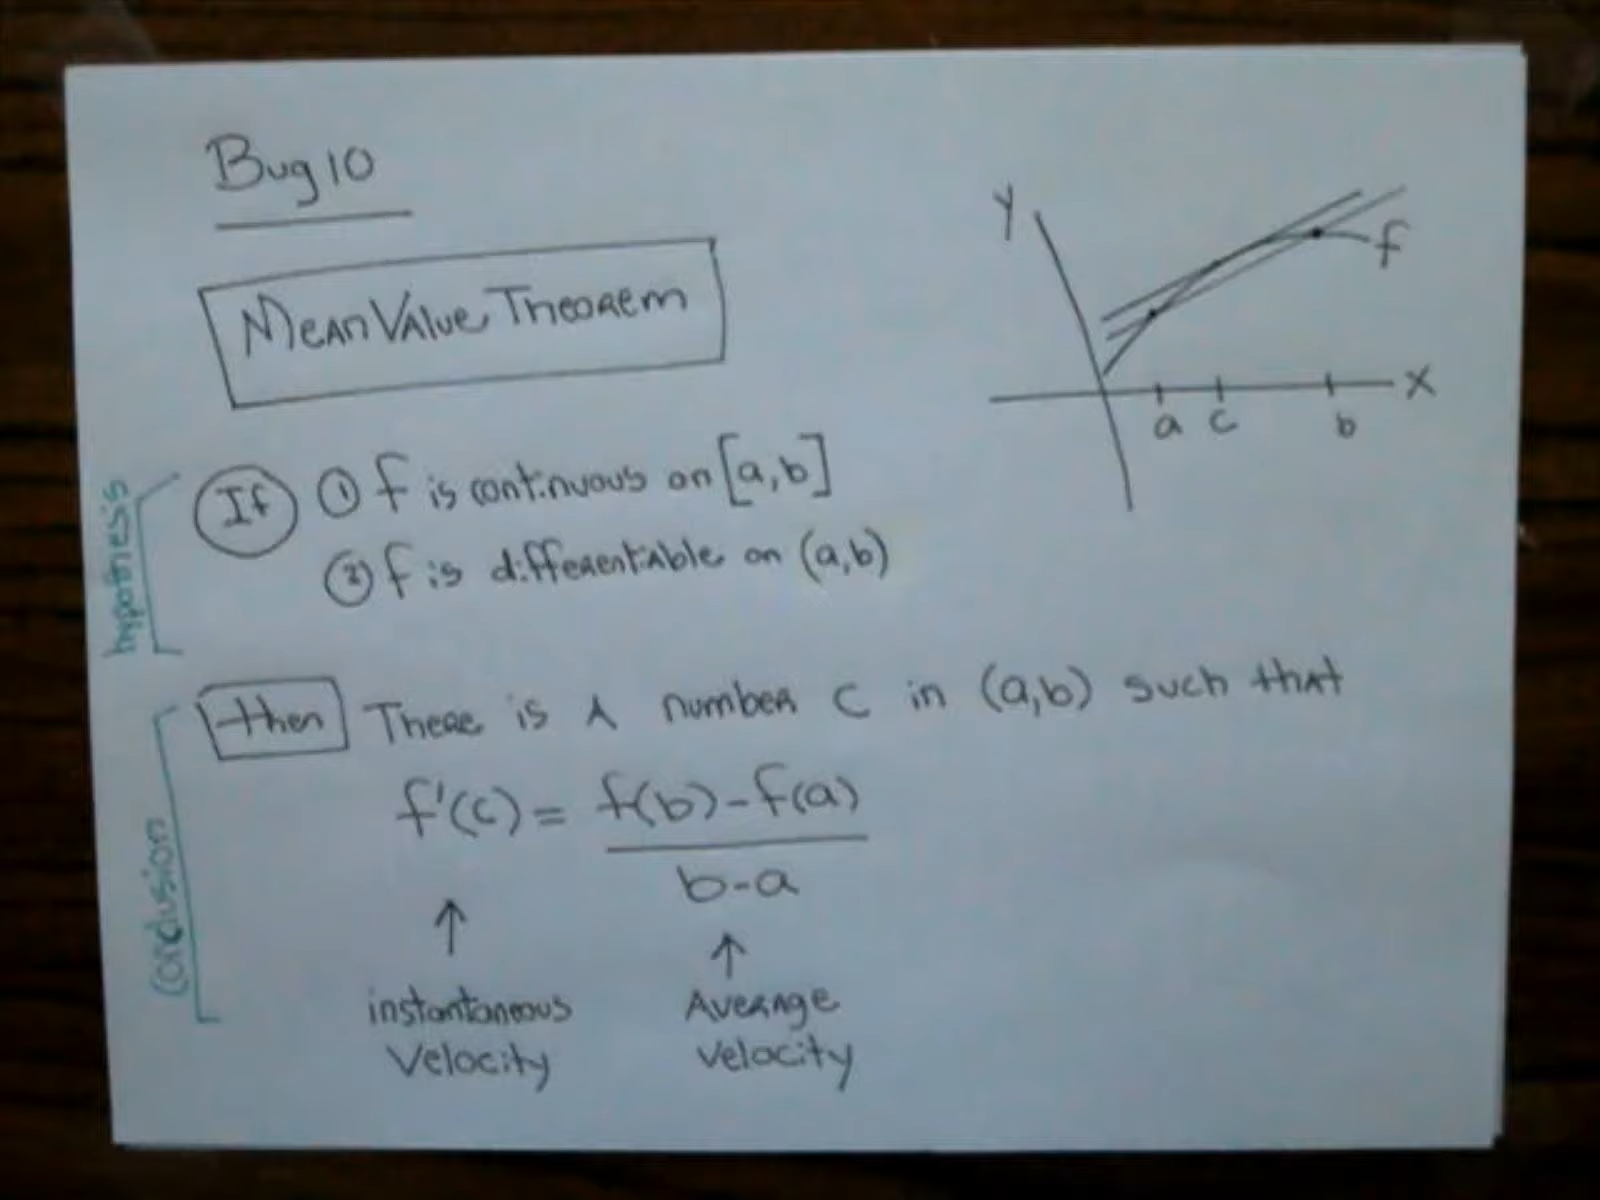 Bug 10
Mean Value Theorem
Y
f
X
a c b
hypothesis
If ① f is continuous on [a,b]
② f is differentiable on (a,b)
conclusion
then There is a number c in (a,b) such that
f'(c) = f(b)-f(a)
b-a
↑ ↑
instantaneous Average
Velocity Velocity